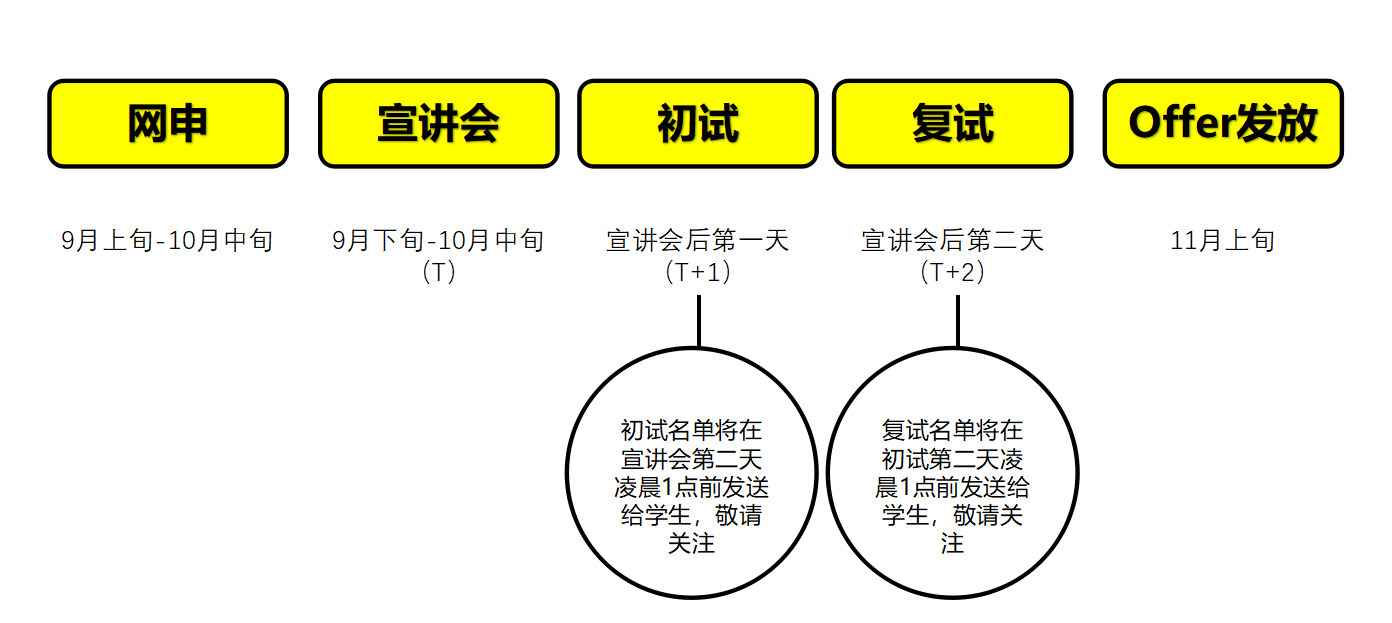 网申
宣讲会
初试
复试
Offer发放
9月上旬-10月中旬
9月下旬-10月中旬
（T）
宣讲会后第一天
（T+1）
宣讲会后第二天
（T+2）
11月上旬
初试名单将在
宣讲会第二天
凌晨1点前发送
给学生，敬请
关注
复试名单将在
初试第二天凌
晨1点前发送给
学生，敬请关
注